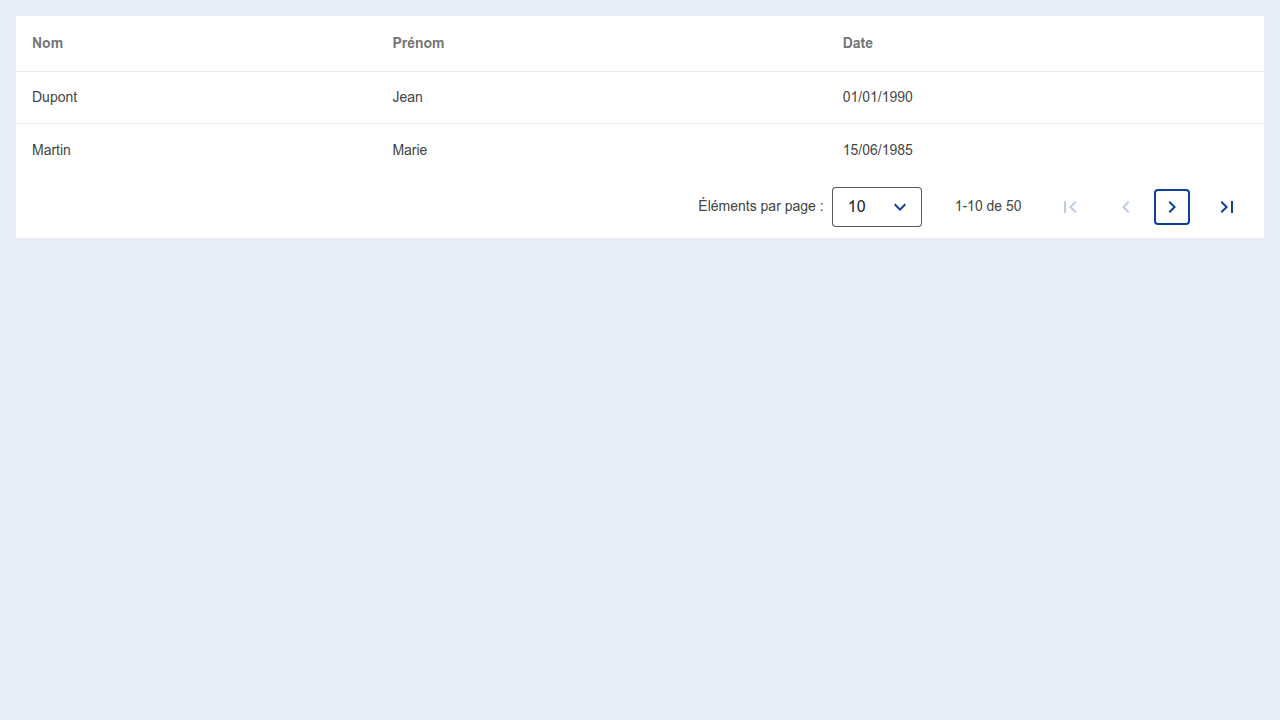 Nom Prénom Date
Dupont Jean 01/01/1990
Martin Marie 15/06/1985
Éléments par page : 10 1-10 de 50